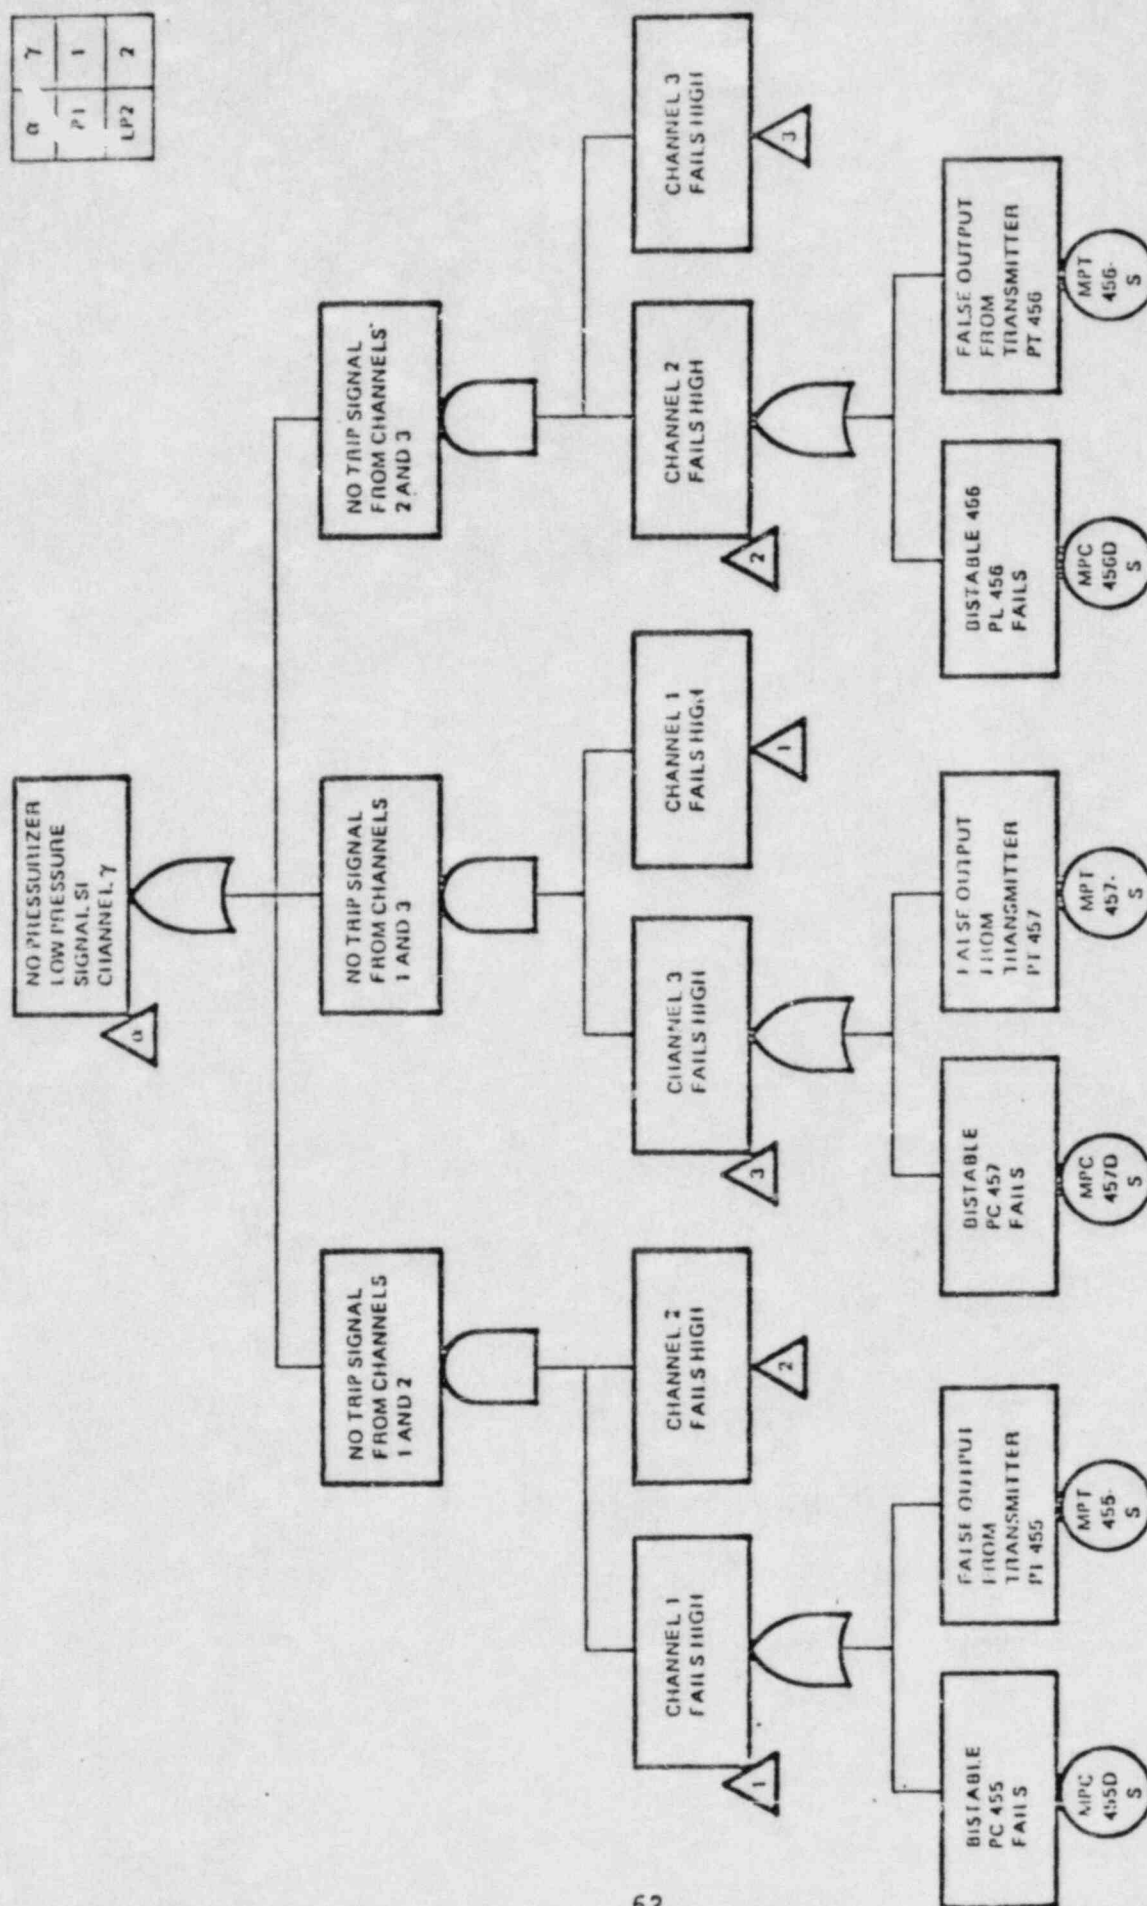 α γ
P1 1
LP2 2
NO PRESSURIZER
LOW PRESSURE
SIGNAL, SI
CHANNEL γ
α
NO TRIP SIGNAL
FROM CHANNELS
1 AND 2
NO TRIP SIGNAL
FROM CHANNELS
1 AND 3
NO TRIP SIGNAL
FROM CHANNELS
2 AND 3
CHANNEL 1
FAILS HIGH
1
CHANNEL 2
FAILS HIGH
2
CHANNEL 3
FAILS HIGH
3
CHANNEL 1
FAILS HIGH
1
CHANNEL 2
FAILS HIGH
2
CHANNEL 3
FAILS HIGH
3
BISTABLE
PC 455
FAILS
MPC
455D
S
FALSE OUTPUT
FROM
TRANSMITTER
PT 455
MPT
455-
S
BISTABLE
PC 457
FAILS
MPC
457D
S
FALSE OUTPUT
FROM
TRANSMITTER
PT 457
MPT
457-
S
BISTABLE 466
PL 456
FAILS
MPC
456D
S
FALSE OUTPUT
FROM
TRANSMITTER
PT 456
MPT
456-
S
63